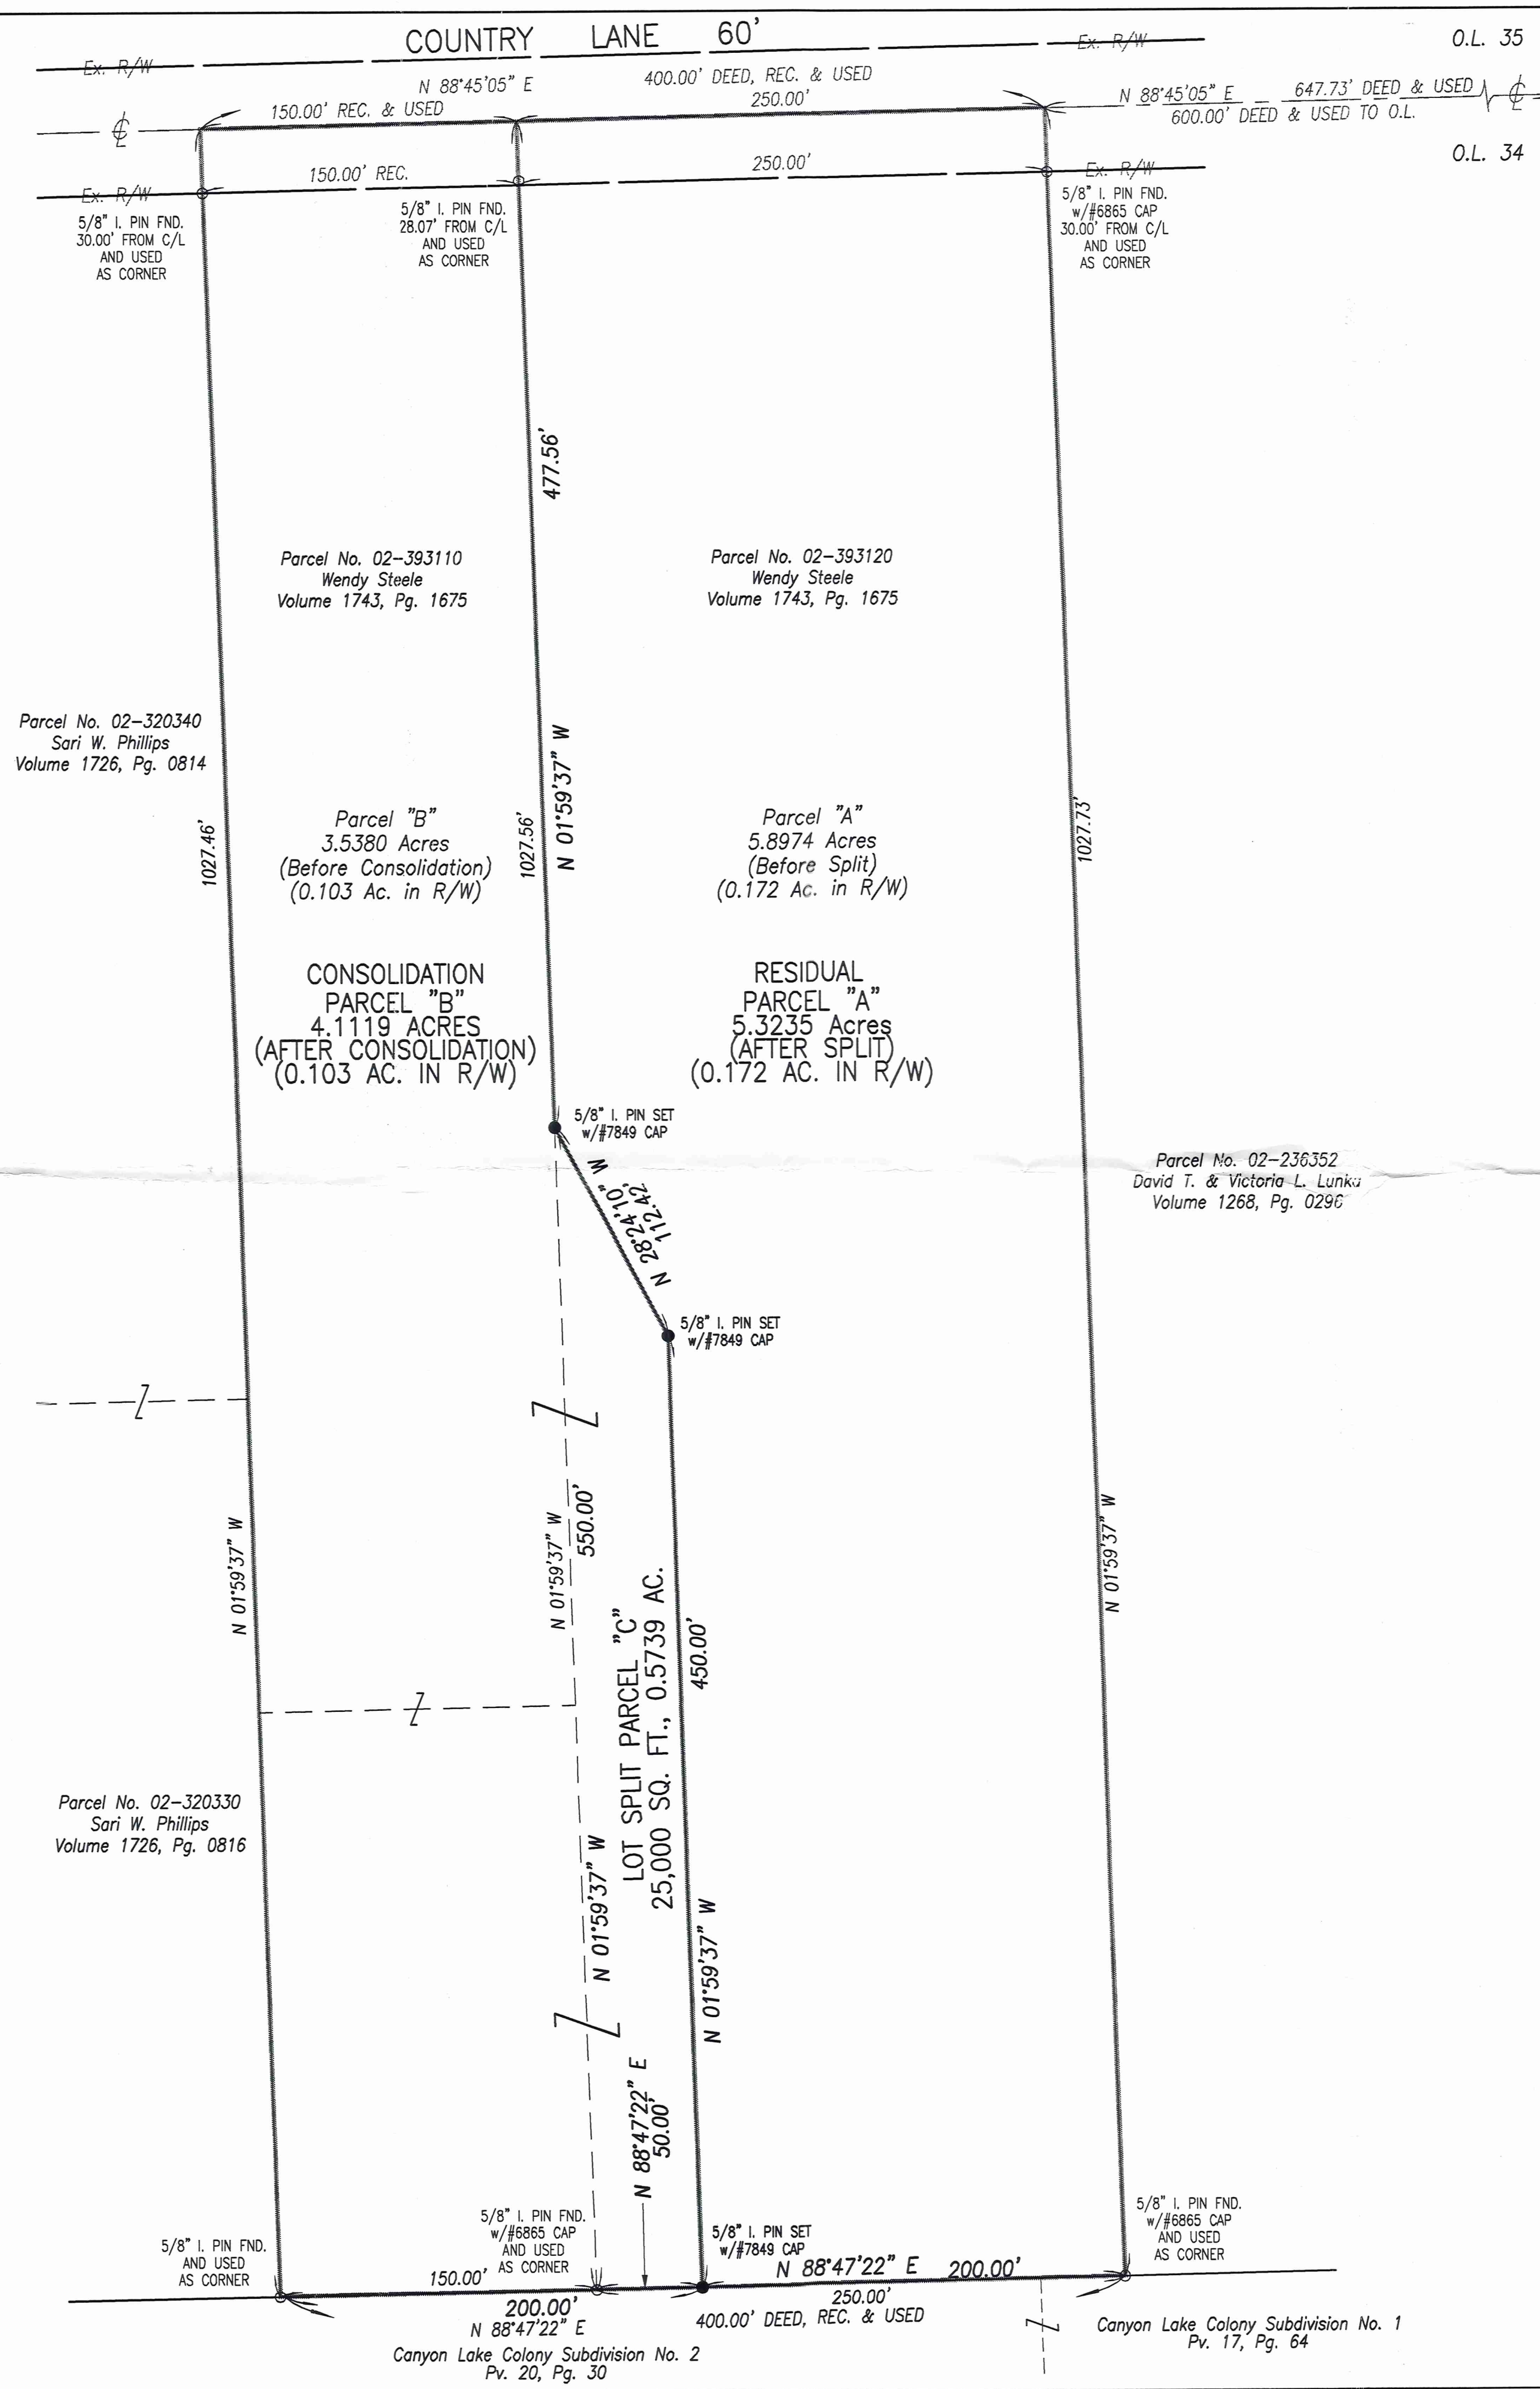 COUNTRY LANE 60'
O.L. 35
Ex. R/W
Ex. R/W
N 88°45'05" E
400.00' DEED, REC. & USED
150.00' REC. & USED
250.00'
N 88°45'05" E 647.73' DEED & USED
600.00' DEED & USED TO O.L.
O.L. 34
150.00' REC.
250.00'
Ex. R/W
Ex. R/W
5/8" I. PIN FND.
30.00' FROM C/L
AND USED
AS CORNER
5/8" I. PIN FND.
28.07' FROM C/L
AND USED
AS CORNER
5/8" I. PIN FND.
w/#6865 CAP
30.00' FROM C/L
AND USED
AS CORNER
477.56'
Parcel No. 02-393110
Wendy Steele
Volume 1743, Pg. 1675
Parcel No. 02-393120
Wendy Steele
Volume 1743, Pg. 1675
Parcel No. 02-320340
Sari W. Phillips
Volume 1726, Pg. 0814
1027.46'
Parcel "B"
3.5380 Acres
(Before Consolidation)
(0.103 Ac. in R/W)
1027.56'
N 01°59'37" W
Parcel "A"
5.8974 Acres
(Before Split)
(0.172 Ac. in R/W)
1027.73'
CONSOLIDATION
PARCEL "B"
4.1119 ACRES
(AFTER CONSOLIDATION)
(0.103 AC. IN R/W)
RESIDUAL
PARCEL "A"
5.3235 Acres
(AFTER SPLIT)
(0.172 AC. IN R/W)
5/8" I. PIN SET
w/#7849 CAP
N 28°24'10" W
112.42'
Parcel No. 02-236352
David T. & Victoria L. Lunka
Volume 1268, Pg. 0296
5/8" I. PIN SET
w/#7849 CAP
N 01°59'37" W
N 01°59'37" W
550.00'
LOT SPLIT PARCEL "C"
25,000 SQ. FT., 0.5739 AC.
450.00'
N 01°59'37" W
Parcel No. 02-320330
Sari W. Phillips
Volume 1726, Pg. 0816
N 01°59'37" W
N 01°59'37" W
N 88°47'22" E
50.00'
5/8" I. PIN FND.
AND USED
AS CORNER
5/8" I. PIN FND.
w/#6865 CAP
AND USED
AS CORNER
5/8" I. PIN SET
w/#7849 CAP
5/8" I. PIN FND.
w/#6865 CAP
AND USED
AS CORNER
150.00'
N 88°47'22" E 200.00'
200.00'
N 88°47'22" E
250.00'
400.00' DEED, REC. & USED
Canyon Lake Colony Subdivision No. 2
Pv. 20, Pg. 30
Canyon Lake Colony Subdivision No. 1
Pv. 17, Pg. 64